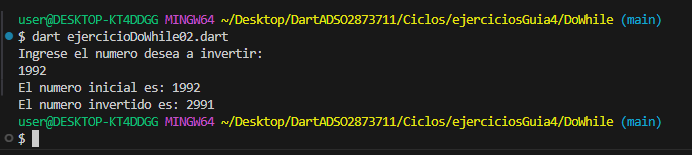 user@DESKTOP-KT4DDGG MINGW64 ~/Desktop/DartADSO2873711/Ciclos/ejerciciosGuia4/DoWhile (main)
$ dart ejercicioDoWhile02.dart
Ingrese el numero desea a invertir:
1992
El numero inicial es: 1992
El numero invertido es: 2991
user@DESKTOP-KT4DDGG MINGW64 ~/Desktop/DartADSO2873711/Ciclos/ejerciciosGuia4/DoWhile (main)
$